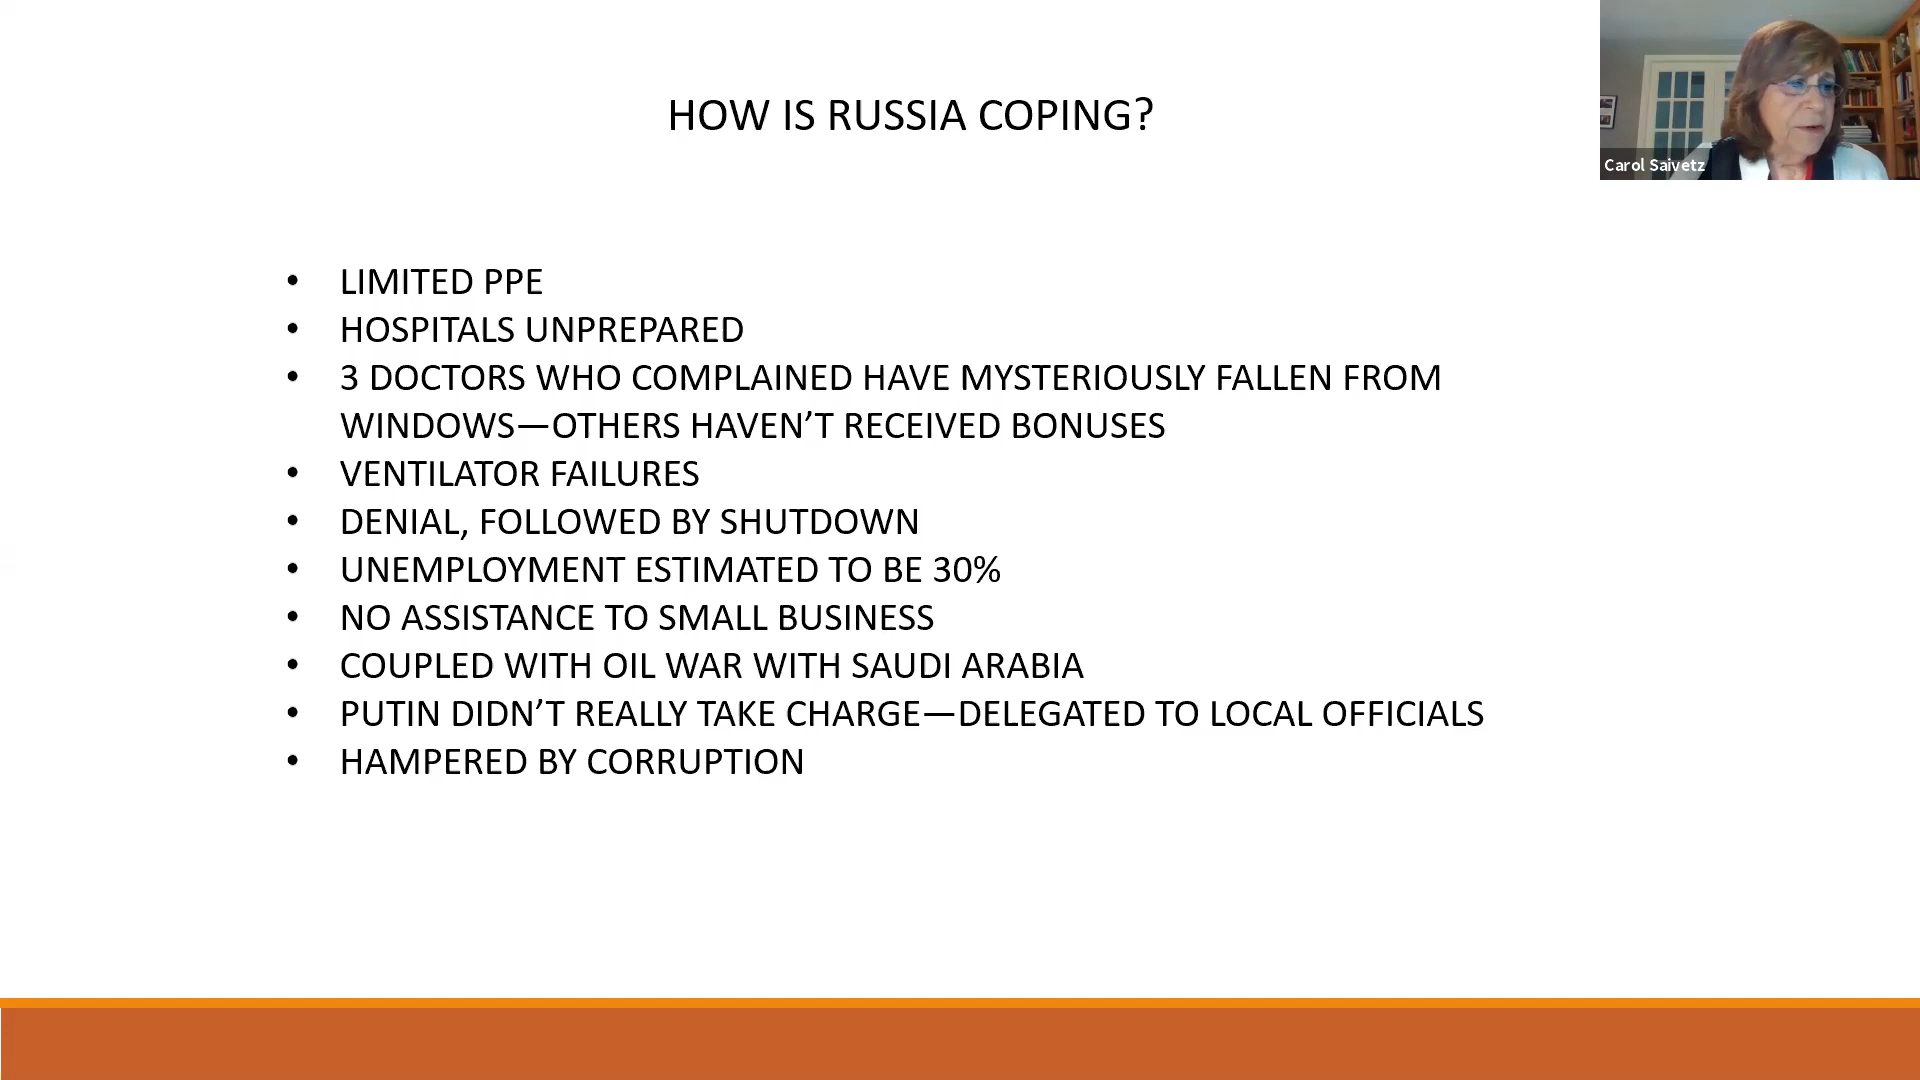 HOW IS RUSSIA COPING?
Carol Saivetz
• LIMITED PPE
• HOSPITALS UNPREPARED
• 3 DOCTORS WHO COMPLAINED HAVE MYSTERIOUSLY FALLEN FROM
WINDOWS—OTHERS HAVEN’T RECEIVED BONUSES
• VENTILATOR FAILURES
• DENIAL, FOLLOWED BY SHUTDOWN
• UNEMPLOYMENT ESTIMATED TO BE 30%
• NO ASSISTANCE TO SMALL BUSINESS
• COUPLED WITH OIL WAR WITH SAUDI ARABIA
• PUTIN DIDN’T REALLY TAKE CHARGE—DELEGATED TO LOCAL OFFICIALS
• HAMPERED BY CORRUPTION